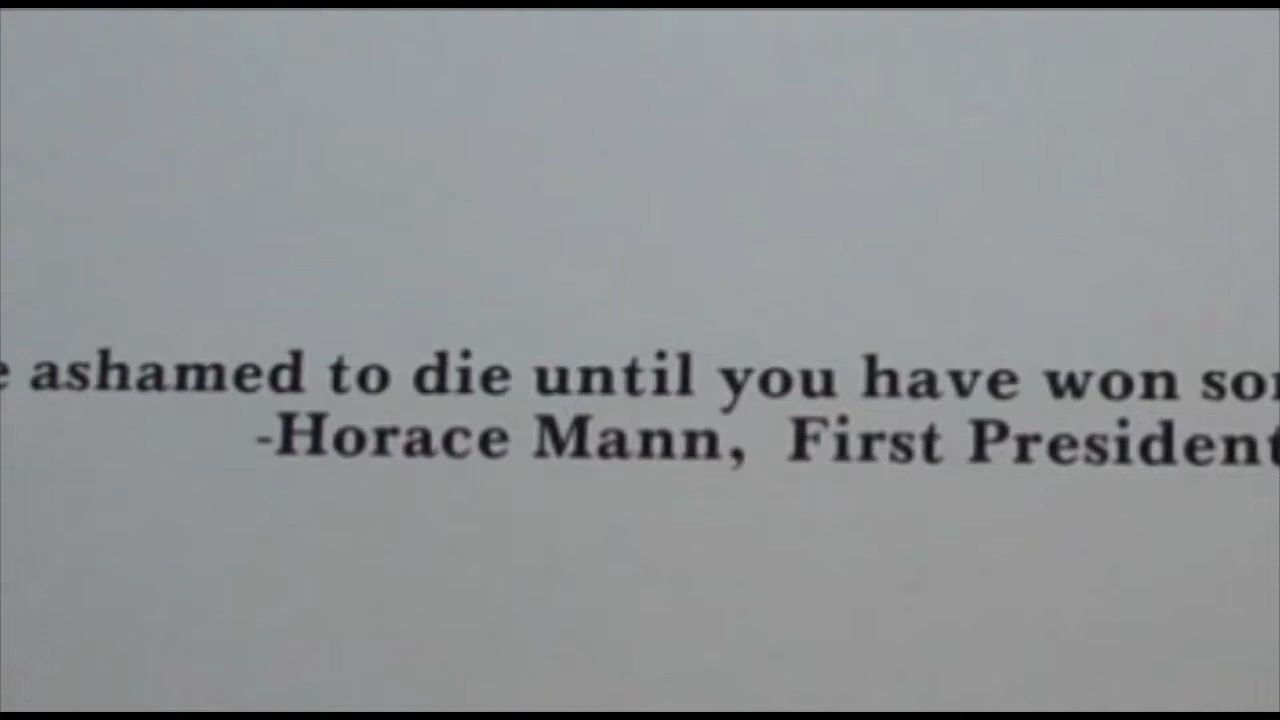 ashamed to die until you have won
-Horace Mann, First President